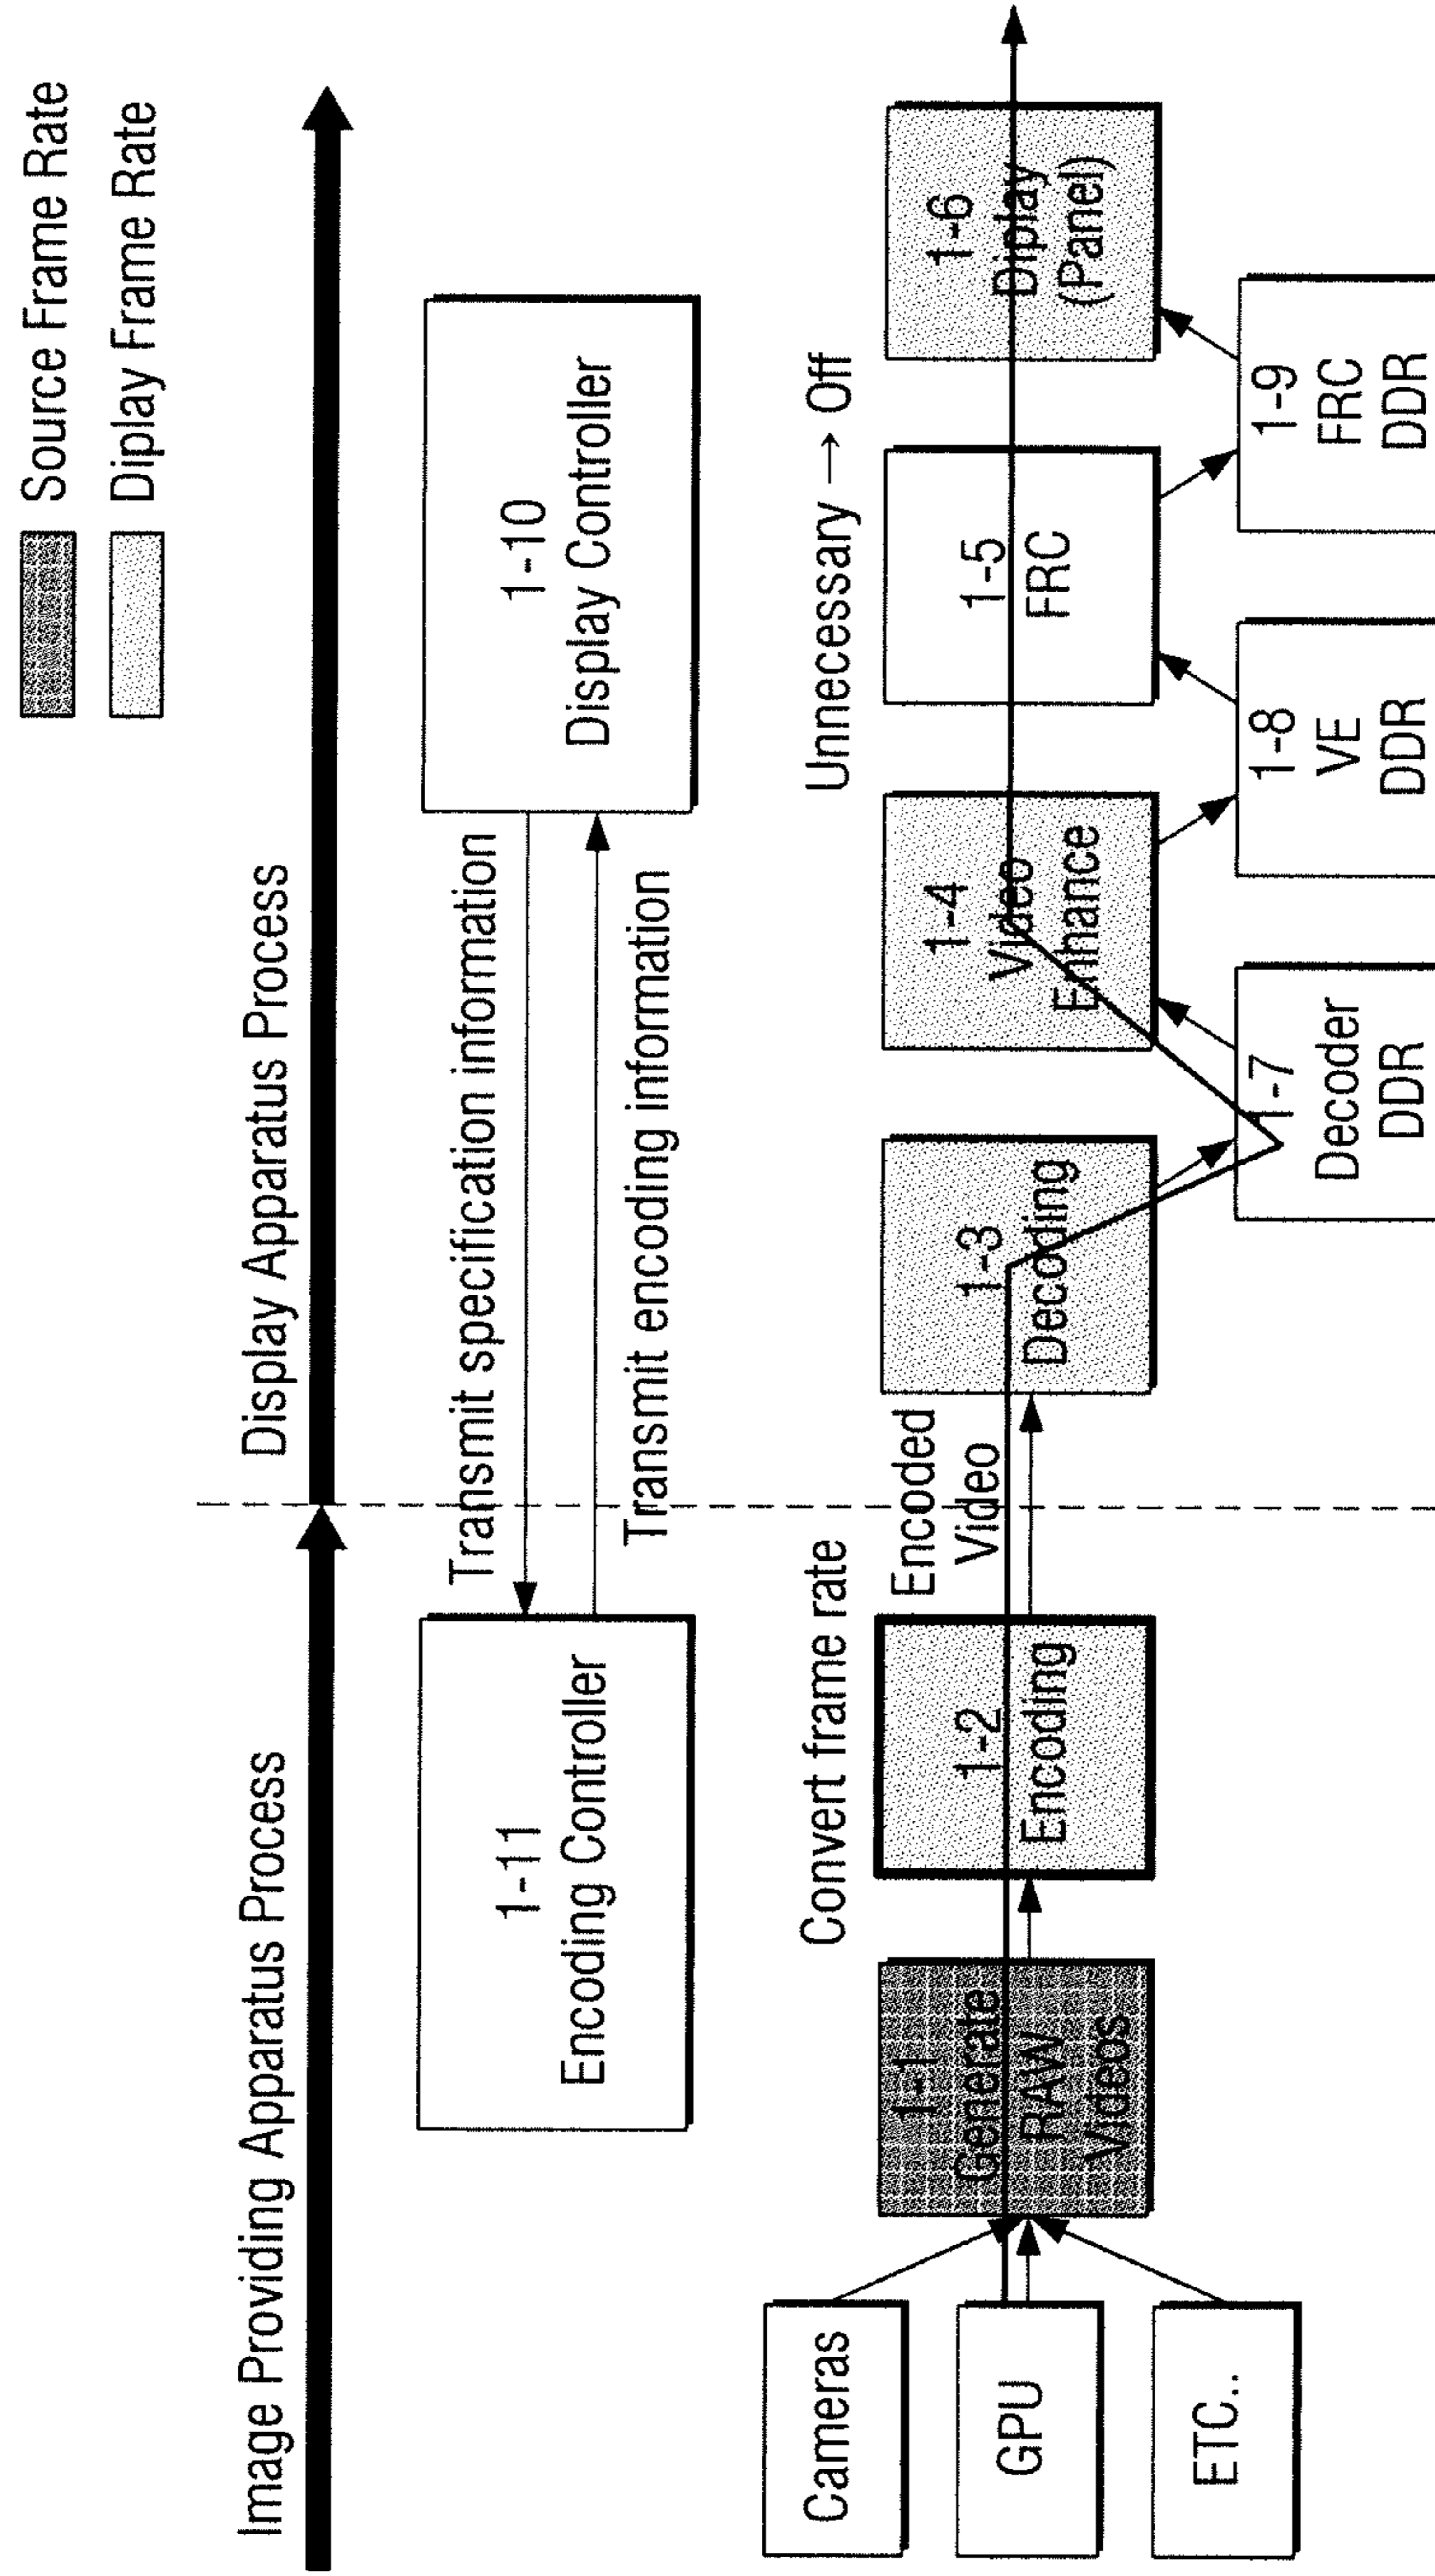 Source Frame Rate
Diplay Frame Rate
Image Providing Apparatus Process
Display Apparatus Process
1-11
Encoding Controller
Transmit specification information
Transmit encoding information
1-10
Display Controller
Cameras
GPU
ETC..
1-1
Generate
RAW
Videos
Convert frame rate
1-2
Encoding
Encoded
Video
1-3
Decoding
1-4
Video
Enhance
Unnecessary → Off
1-5
FRC
1-6
Diplay
(Panel)
1-7
Decoder
DDR
1-8
VE
DDR
1-9
FRC
DDR